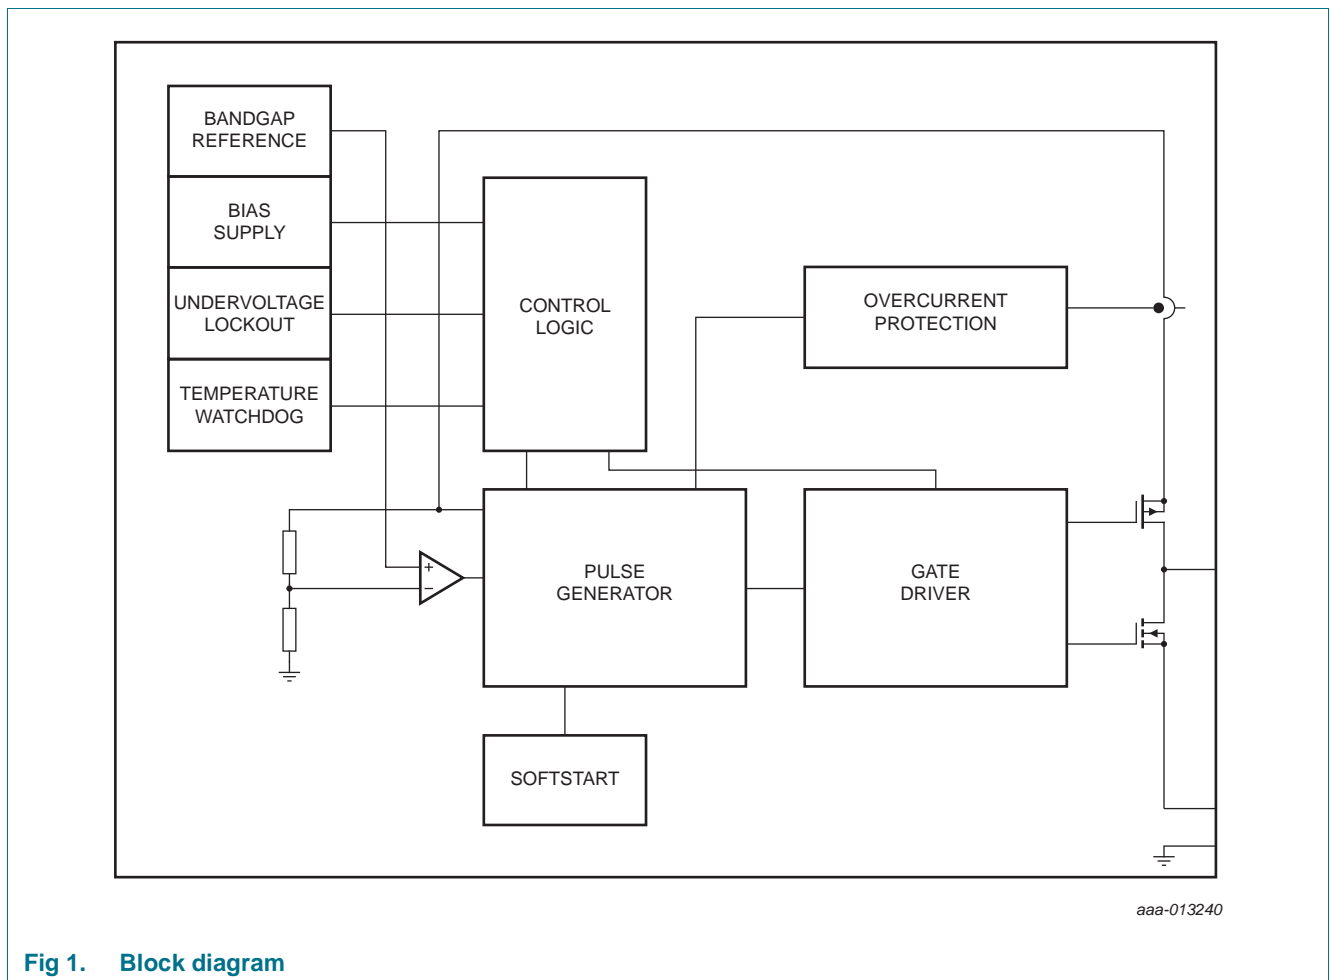 BANDGAP
REFERENCE
BIAS
SUPPLY
UNDERVOLTAGE
LOCKOUT
TEMPERATURE
WATCHDOG
CONTROL
LOGIC
OVERCURRENT
PROTECTION
+
−
PULSE
GENERATOR
GATE
DRIVER
SOFTSTART
aaa-013240
Fig 1. Block diagram